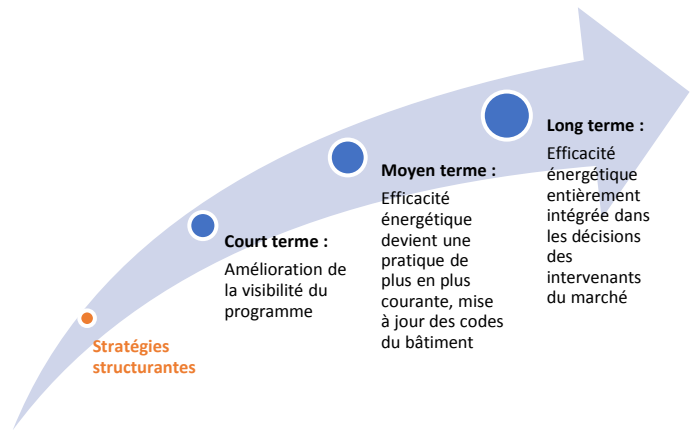 Stratégies
structurantes
Court terme :
Amélioration de
la visibilité du
programme
Moyen terme :
Efficacité
énergétique
devient une
pratique de
plus en plus
courante, mise
à jour des codes
du bâtiment
Long terme :
Efficacité
énergétique
entièrement
intégrée dans
les décisions
des
intervenants
du marché